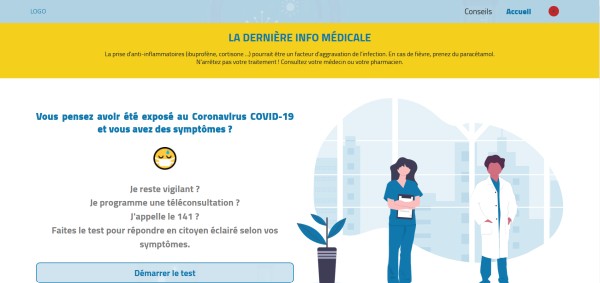 LOGO
Conseils Accueil
LA DERNIÈRE INFO MÉDICALE
La prise d'anti-inflammatoires (ibuprofène, cortisone ...) pourrait être un facteur d'aggravation de l'infection. En cas de fièvre, prenez du paracétamol.
N'arrêtez pas votre traitement ! Consultez votre médecin ou votre pharmacien.
Vous pensez avoir été exposé au Coronavirus COVID-19
et vous avez des symptômes ?
Je reste vigilant ?
Je programme une téléconsultation ?
J'appelle le 141 ?
Faites le test pour répondre en citoyen éclairé selon vos
symptômes.
Démarrer le test